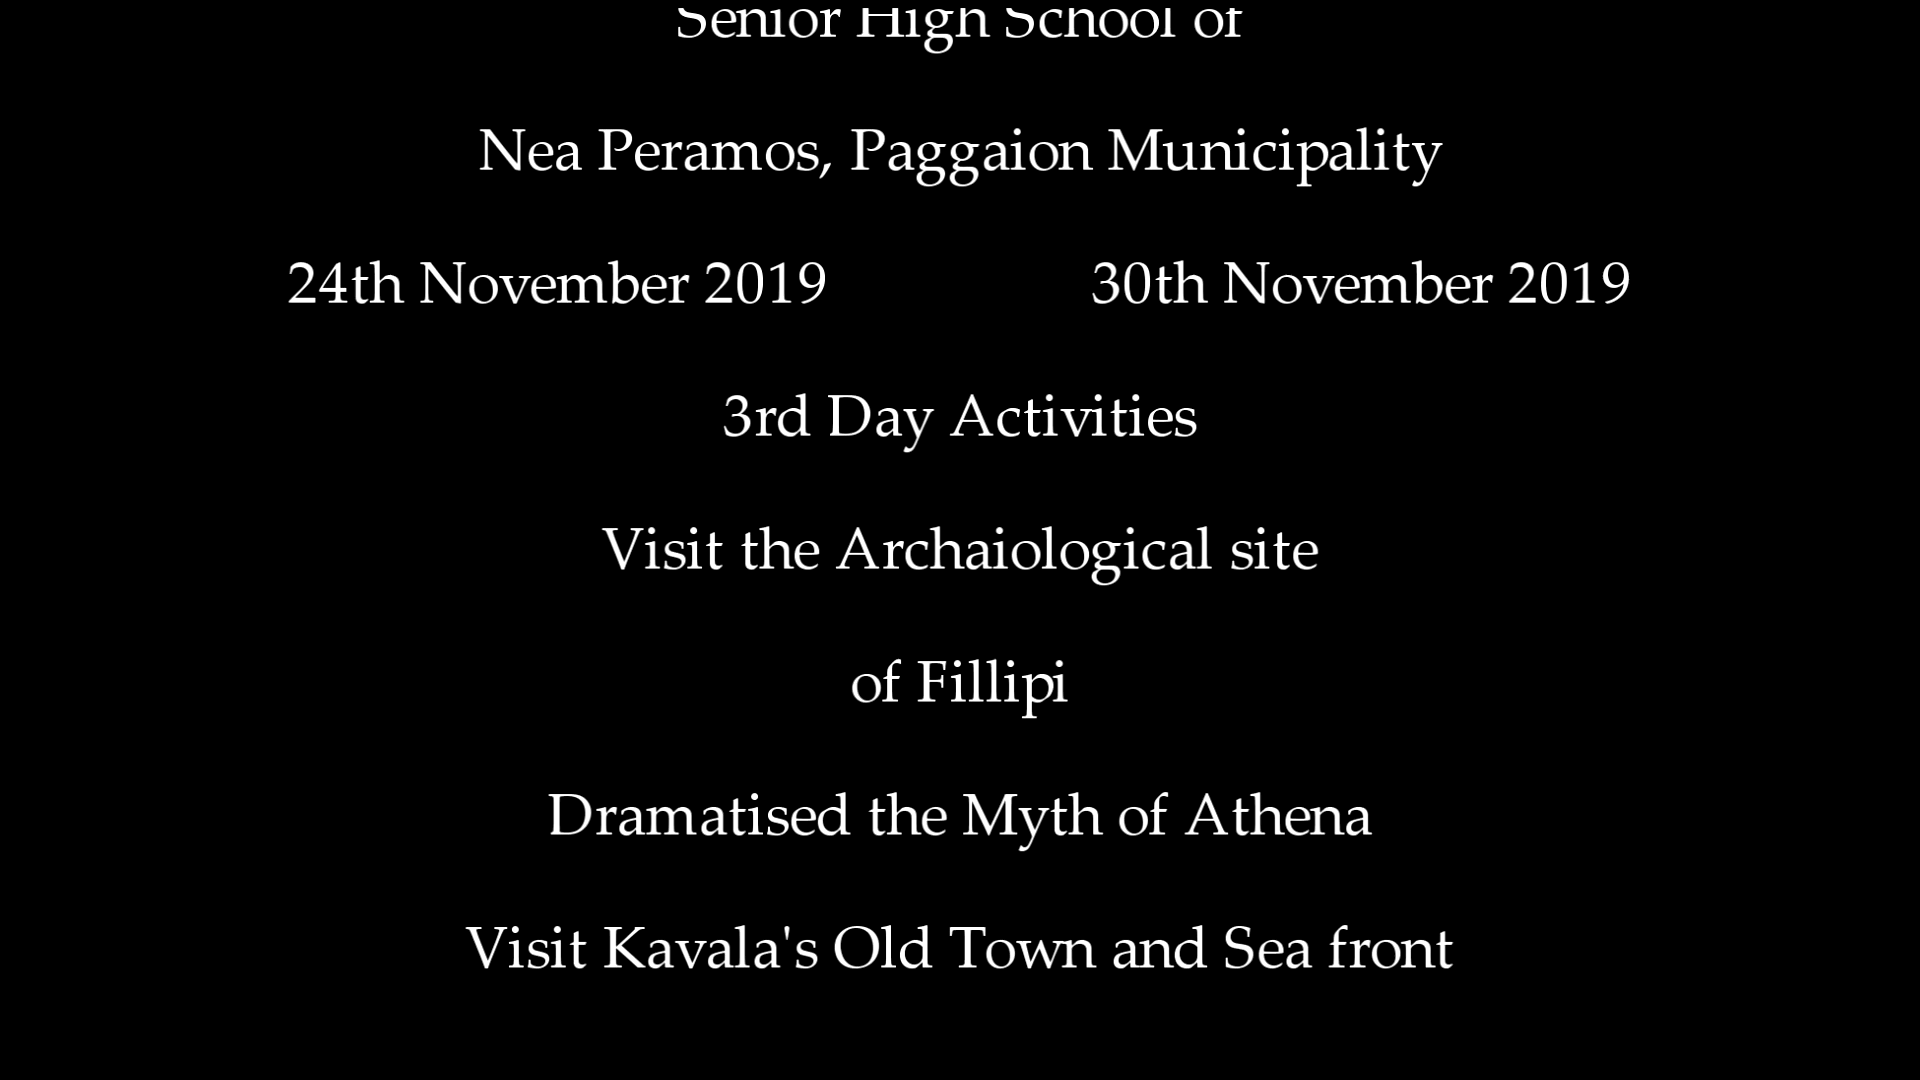 Senior High School of
Nea Peramos, Paggaion Municipality
24th November 2019 30th November 2019
3rd Day Activities
Visit the Archaiological site
of Fillipi
Dramatised the Myth of Athena
Visit Kavala's Old Town and Sea front